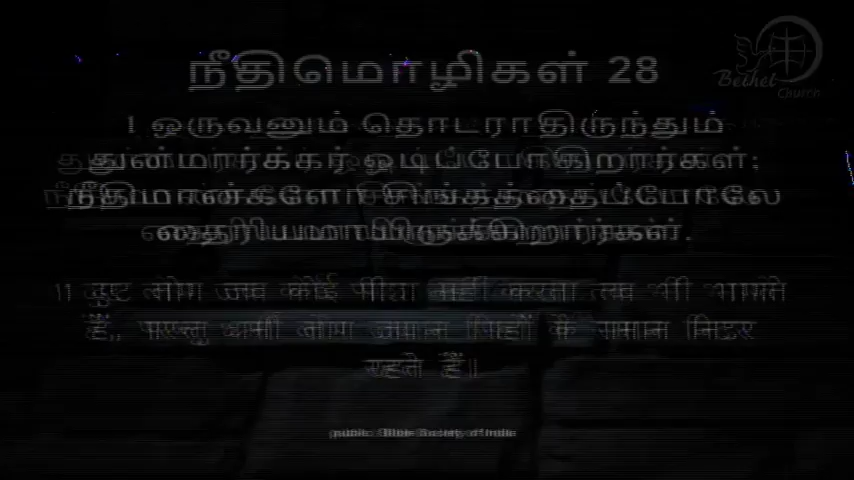 Bethel
Church
நீதிமொழிகள் 28
1 ஒருவனும் தொடராதிருந்தும்
துன்மார்க்கர் ஓடிப்போகிறார்கள்;
நீதிமான்களோ சிங்கத்தைப்போலே
தைரியமாயிருக்கிறார்கள்.
1 दुष्ट लोग जब कोई पीछा नहीं करता तब भी भागते
हैं, परन्तु धर्मी लोग जवान सिंहों के समान निडर
रहते हैं॥
Bible Society of India